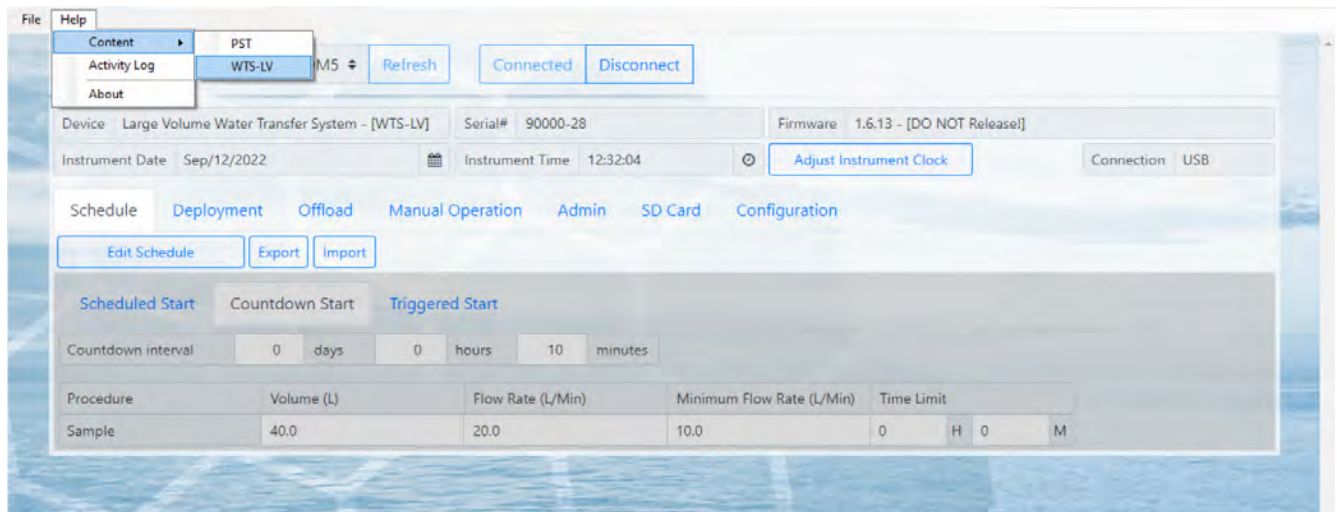 File Help
Content PST
Activity Log WTS-LV M5 Refresh Connected Disconnect
About
Device Large Volume Water Transfer System - [WTS-LV] Serial# 90000-28 Firmware 1.6.13 - [DO NOT Release!]
Instrument Date Sep/12/2022 Instrument Time 12:32:04 Adjust Instrument Clock Connection USB
Schedule Deployment Offload Manual Operation Admin SD Card Configuration
Edit Schedule Export Import
Scheduled Start Countdown Start Triggered Start
Countdown interval 0 days 0 hours 10 minutes
Procedure Volume (L) Flow Rate (L/Min) Minimum Flow Rate (L/Min) Time Limit
Sample 40.0 20.0 10.0 0 H 0 M